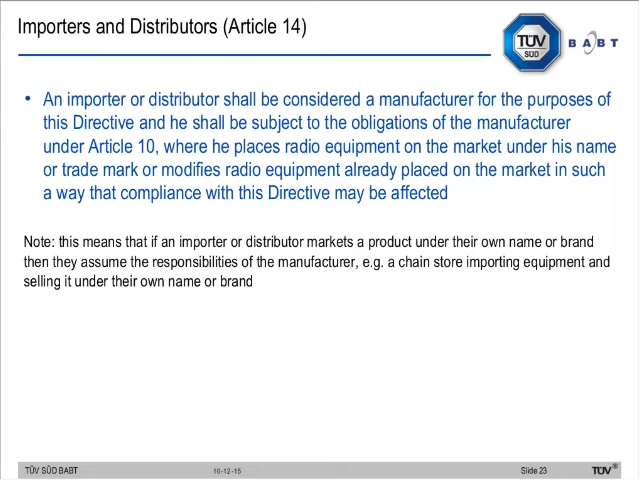 Importers and Distributors (Article 14)
TÜV
SÜD
BABT
• An importer or distributor shall be considered a manufacturer for the purposes of
this Directive and he shall be subject to the obligations of the manufacturer
under Article 10, where he places radio equipment on the market under his name
or trade mark or modifies radio equipment already placed on the market in such
a way that compliance with this Directive may be affected
Note: this means that if an importer or distributor markets a product under their own name or brand
then they assume the responsibilities of the manufacturer, e.g. a chain store importing equipment and
selling it under their own name or brand
TÜV SÜD BABT 10-12-15 Slide 23 TÜV®